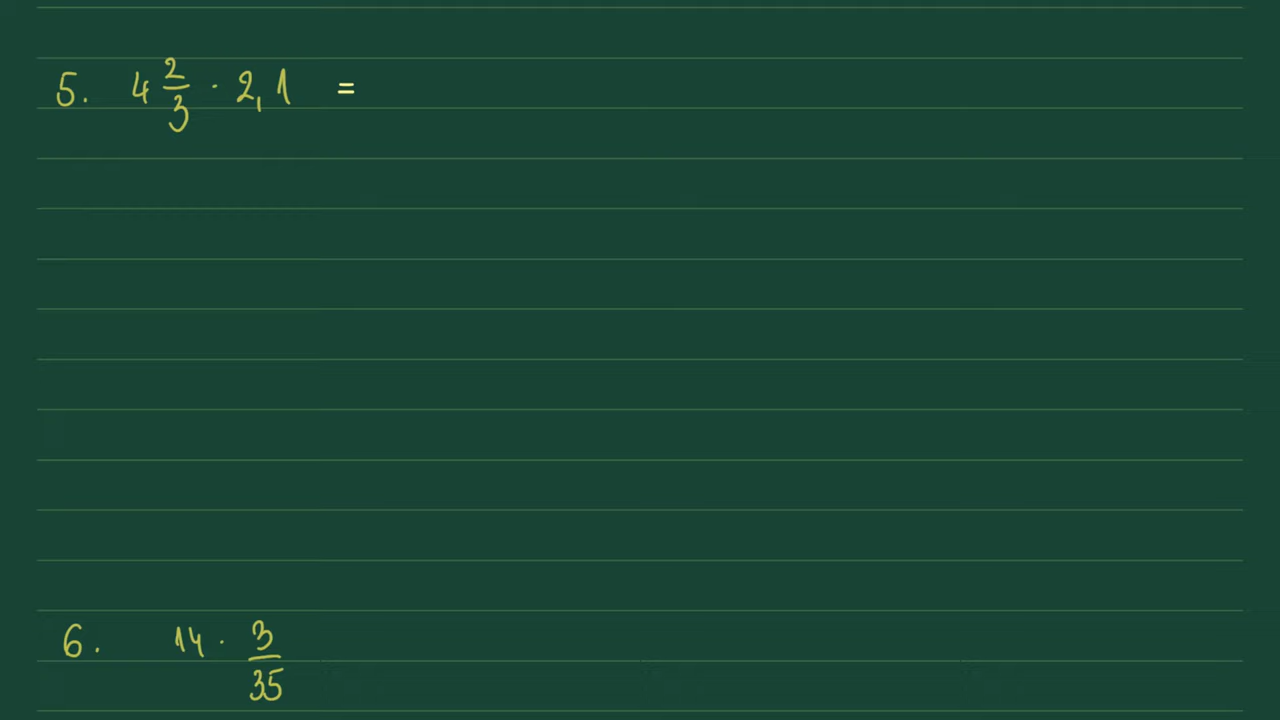 5. 4 2/3 · 2,1 =
6. 14 · 3/35